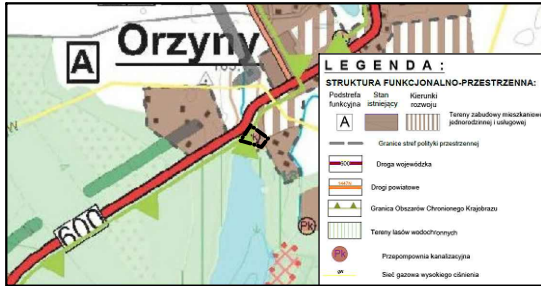 Orzyny
A
600
Pk
LEGENDA:
STRUKTURA FUNKCJONALNO-PRZESTRZENNA:
Podstrefa funkcyjna
Stan istniejący
Kierunki rozwoju
A
Tereny zabudowy mieszkaniowej
jednorodzinnej i usługowej
Granice stref polityki przestrzennej
600
Droga wojewódzka
Drogi powiatowe
Granica Obszarów Chronionego Krajobrazu
Tereny lasów wodochronnych
Pk
Przepompownia kanalizacyjna
Sieć gazowa wysokiego ciśnienia